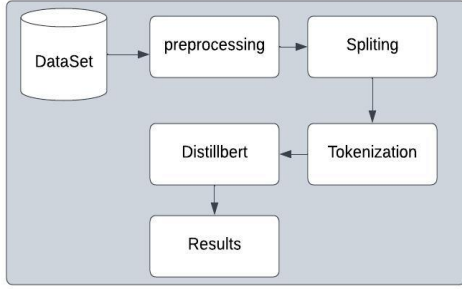 DataSet
preprocessing
Spliting
Tokenization
Distillbert
Results